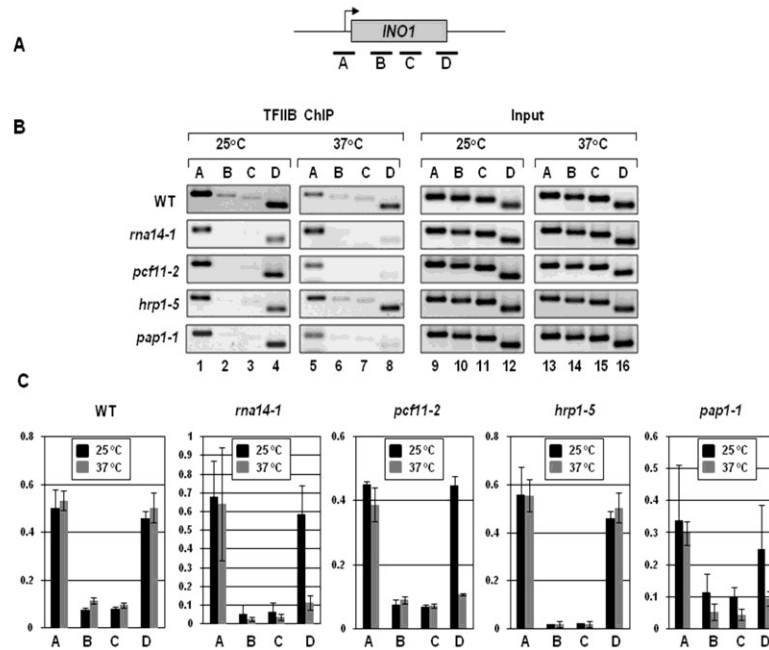 A
INO1
A B C D
B
TFIIB ChIP Input
25°C 37°C 25°C 37°C
A B C D A B C D A B C D A B C D
WT
rna14-1
pcf11-2
hrp1-5
pap1-1
1 2 3 4 5 6 7 8 9 10 11 12 13 14 15 16
C
WT
0.8
0.6
0.4
0.2
0
25°C
37°C
A B C D
rna14-1
1
0.9
0.8
0.7
0.6
0.5
0.4
0.3
0.2
0.1
0
25°C
37°C
A B C D
pcf11-2
0.6
0.4
0.2
0
25°C
37°C
A B C D
hrp1-5
0.8
0.6
0.4
0.2
0
25°C
37°C
A B C D
pap1-1
0.6
0.5
0.4
0.3
0.2
0.1
0
25°C
37°C
A B C D